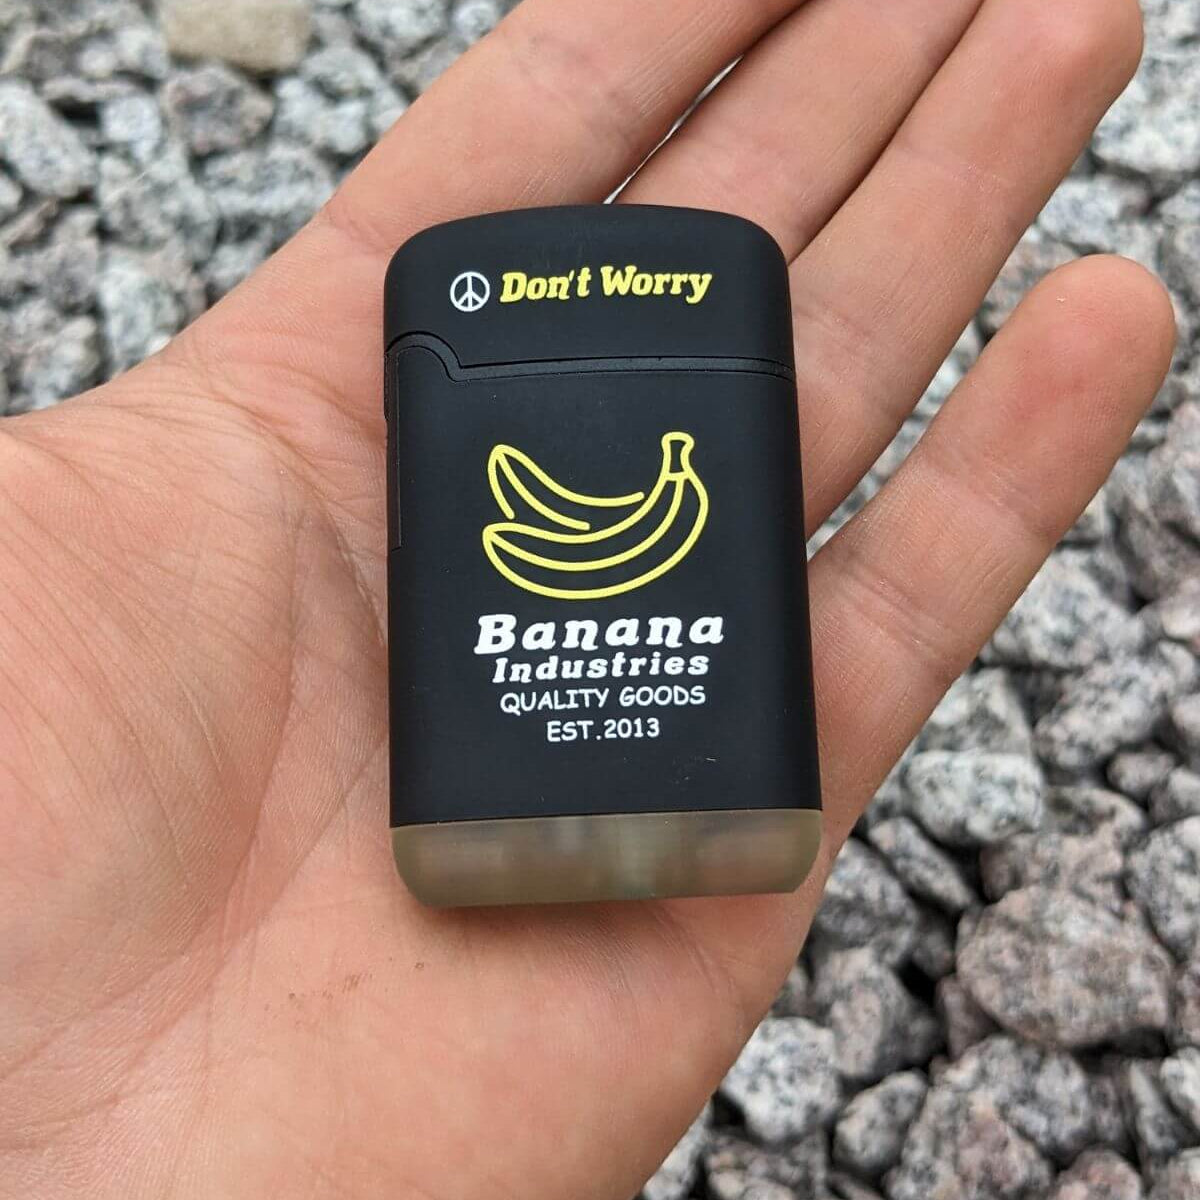 Don't Worry
Banana
Industries
QUALITY GOODS
EST.2013